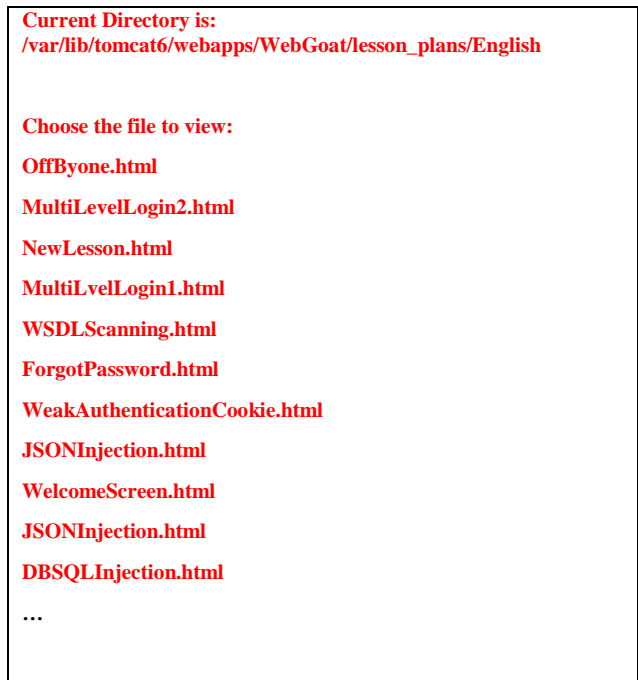 Current Directory is:
/var/lib/tomcat6/webapps/WebGoat/lesson_plans/English
Choose the file to view:
OffByone.html
MultiLevelLogin2.html
NewLesson.html
MultiLvelLogin1.html
WSDLScanning.html
ForgotPassword.html
WeakAuthenticationCookie.html
JSONInjection.html
WelcomeScreen.html
JSONInjection.html
DBSQLInjection.html
…